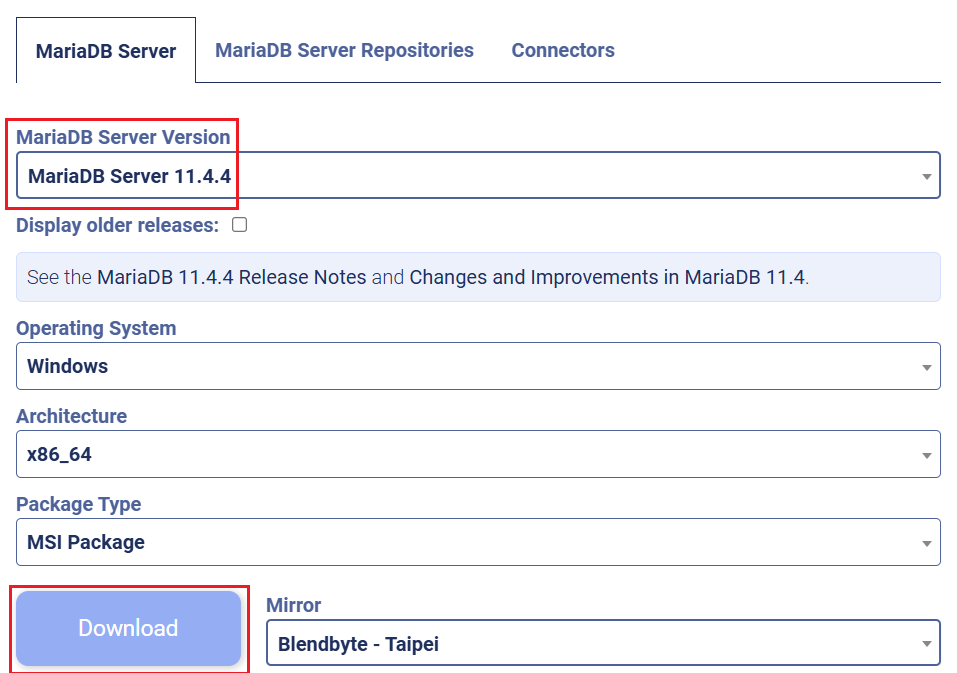 MariaDB Server MariaDB Server Repositories Connectors
MariaDB Server Version
MariaDB Server 11.4.4
Display older releases:
See the MariaDB 11.4.4 Release Notes and Changes and Improvements in MariaDB 11.4.
Operating System
Windows
Architecture
x86_64
Package Type
MSI Package
Download
Mirror
Blendbyte - Taipei